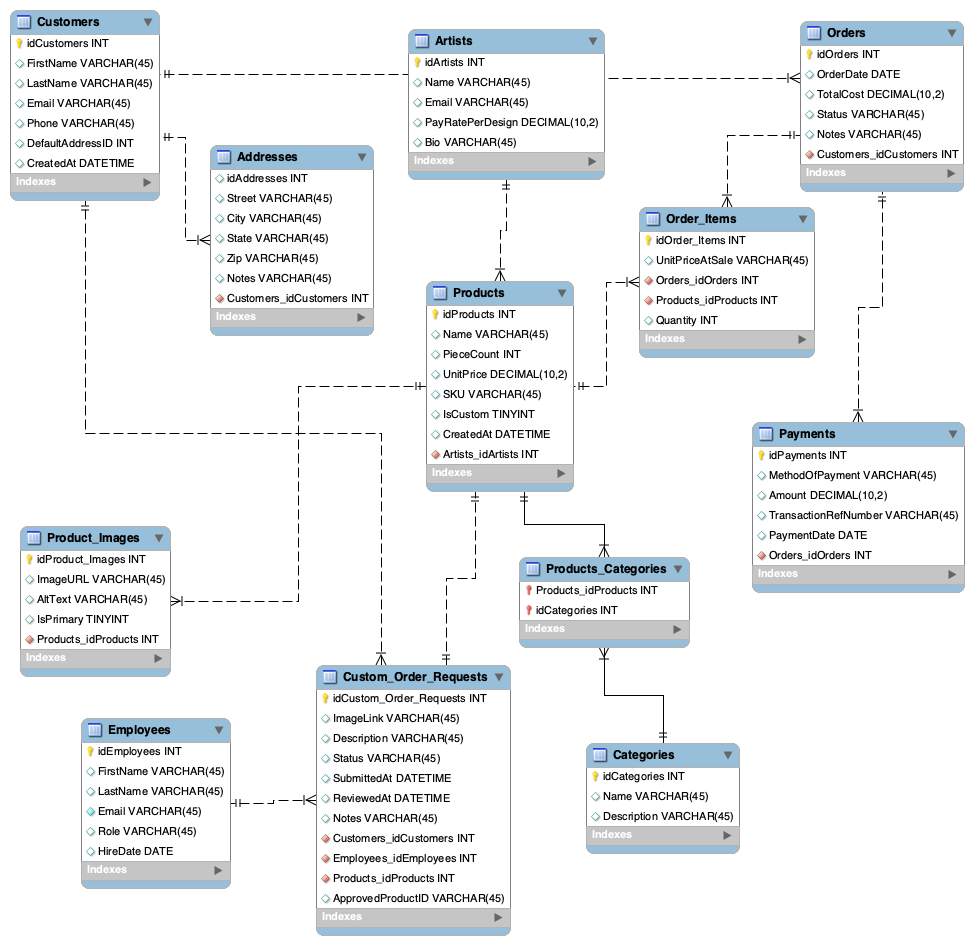 Customers
idCustomers INT
FirstName VARCHAR(45)
LastName VARCHAR(45)
Email VARCHAR(45)
Phone VARCHAR(45)
DefaultAddressID INT
CreatedAt DATETIME
Indexes
Addresses
idAddresses INT
Street VARCHAR(45)
City VARCHAR(45)
State VARCHAR(45)
Zip VARCHAR(45)
Notes VARCHAR(45)
Customers_idCustomers INT
Indexes
Artists
idArtists INT
Name VARCHAR(45)
Email VARCHAR(45)
PayRatePerDesign DECIMAL(10,2)
Bio VARCHAR(45)
Indexes
Orders
idOrders INT
OrderDate DATE
TotalCost DECIMAL(10,2)
Status VARCHAR(45)
Notes VARCHAR(45)
Customers_idCustomers INT
Indexes
Order_Items
idOrder_Items INT
UnitPriceAtSale VARCHAR(45)
Orders_idOrders INT
Products_idProducts INT
Quantity INT
Indexes
Products
idProducts INT
Name VARCHAR(45)
PieceCount INT
UnitPrice DECIMAL(10,2)
SKU VARCHAR(45)
IsCustom TINYINT
CreatedAt DATETIME
Artists_idArtists INT
Indexes
Payments
idPayments INT
MethodOfPayment VARCHAR(45)
Amount DECIMAL(10,2)
TransactionRefNumber VARCHAR(45)
PaymentDate DATE
Orders_idOrders INT
Indexes
Product_Images
idProduct_Images INT
ImageURL VARCHAR(45)
AltText VARCHAR(45)
IsPrimary TINYINT
Products_idProducts INT
Indexes
Products_Categories
Products_idProducts INT
idCategories INT
Indexes
Custom_Order_Requests
idCustom_Order_Requests INT
ImageLink VARCHAR(45)
Description VARCHAR(45)
Status VARCHAR(45)
SubmittedAt DATETIME
ReviewedAt DATETIME
Notes VARCHAR(45)
Customers_idCustomers INT
Employees_idEmployees INT
Products_idProducts INT
ApprovedProductID VARCHAR(45)
Indexes
Employees
idEmployees INT
FirstName VARCHAR(45)
LastName VARCHAR(45)
Email VARCHAR(45)
Role VARCHAR(45)
HireDate DATE
Indexes
Categories
idCategories INT
Name VARCHAR(45)
Description VARCHAR(45)
Indexes